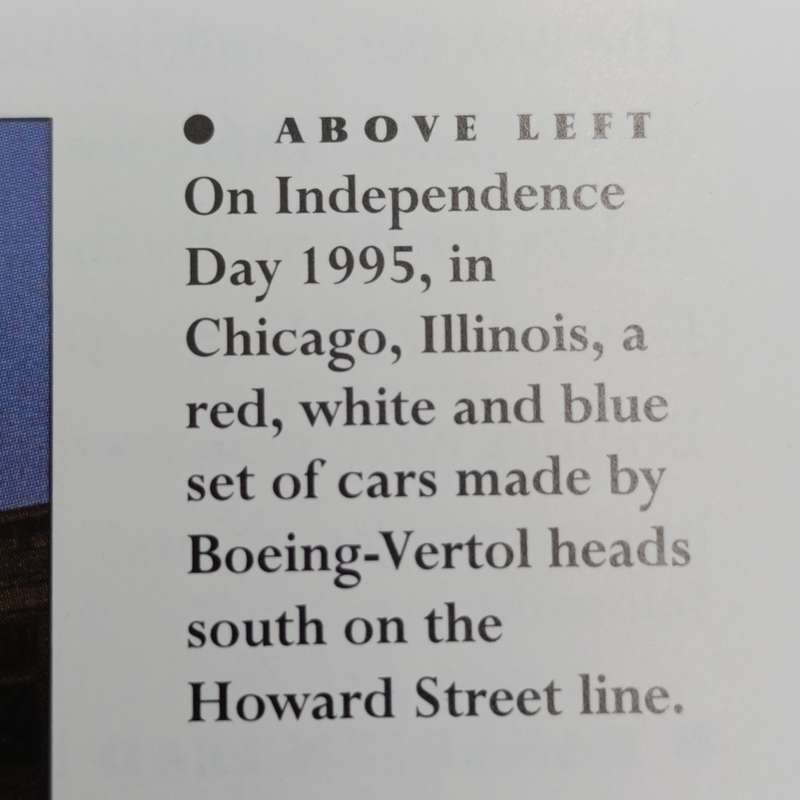 ● ABOVE LEFT
On Independence
Day 1995, in
Chicago, Illinois, a
red, white and blue
set of cars made by
Boeing-Vertol heads
south on the
Howard Street line.